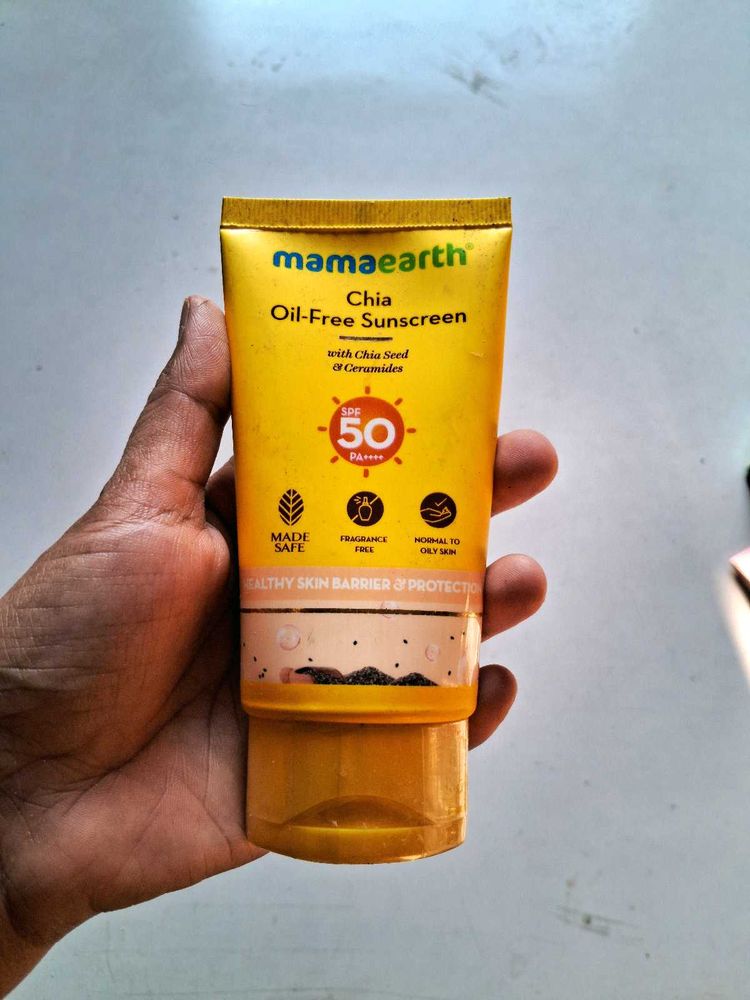 mamaearth®
Chia
Oil-Free Sunscreen
with Chia Seed
& Ceramides
SPF
50
PA++++
MADE
SAFE
FRAGRANCE
FREE
NORMAL TO
OILY SKIN
HEALTHY SKIN BARRIER & PROTECTION